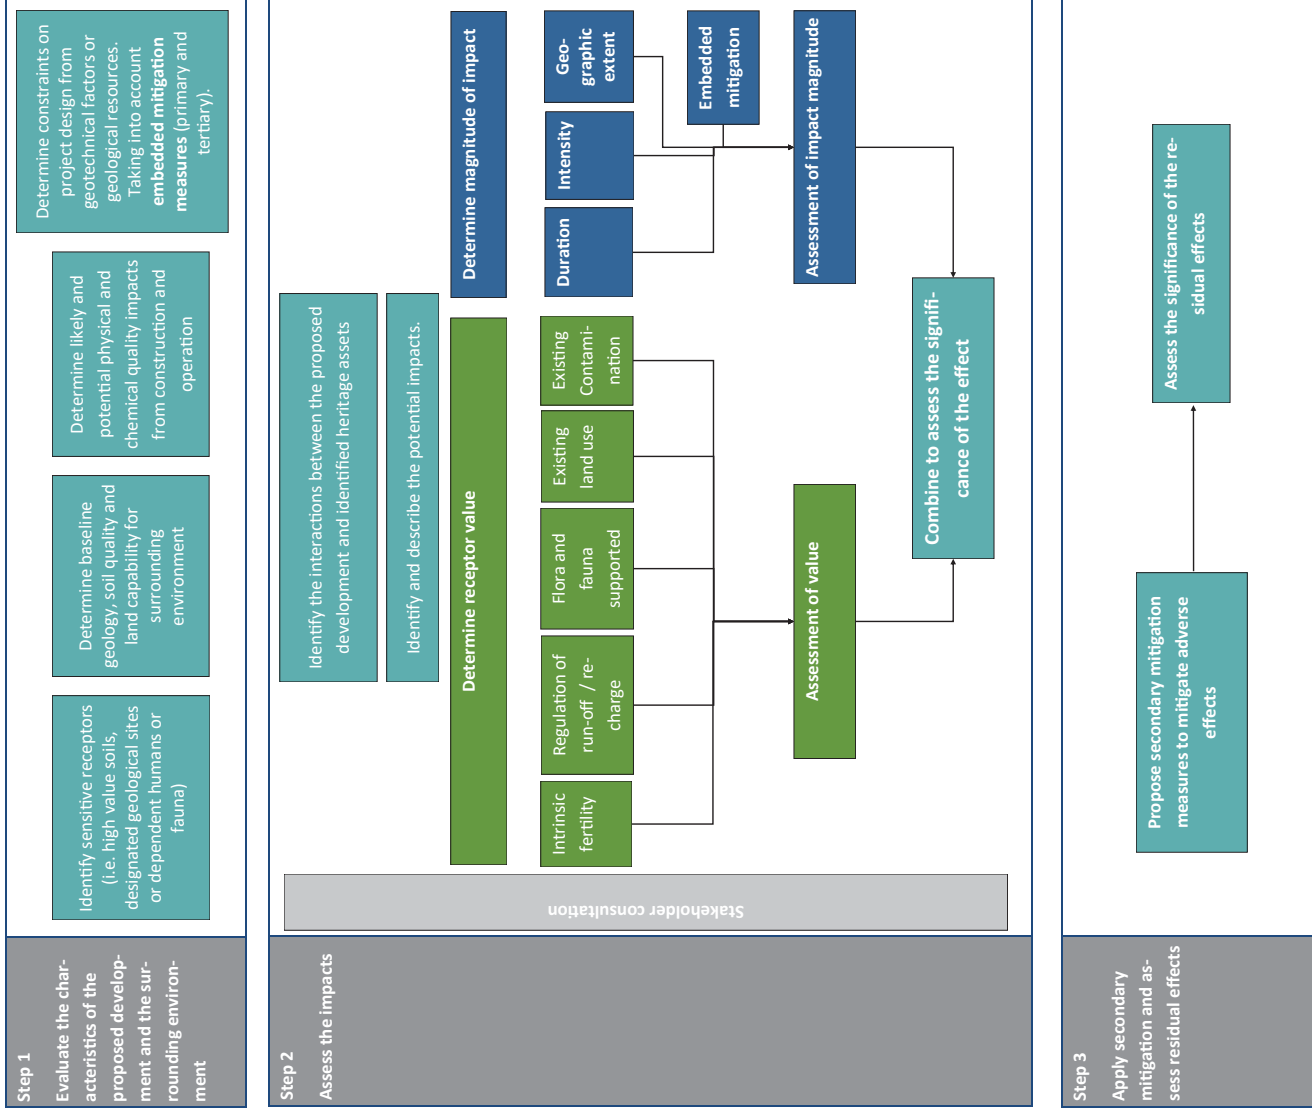 Step 1
Evaluate the char-
acteristics of the
proposed develop-
ment and the sur-
rounding environ-
ment
Identify sensitive receptors
(i.e. high value soils,
designated geological sites
or dependent humans or
fauna)
Determine baseline
geology, soil quality and
land capability for
surrounding
environment
Determine likely and
potential physical and
chemical quality impacts
from construction and
operation
Determine constraints on
project design from
geotechnical factors or
geological resources.
Taking into account
embedded mitigation
measures (primary and
tertiary).
Step 2
Assess the impacts
Stakeholder consultation
Identify the interactions between the proposed
development and identified heritage assets
Identify and describe the potential impacts.
Determine receptor value
Determine magnitude of impact
Intrinsic
fertility
Regulation of
run-off / re-
charge
Flora and
fauna
supported
Existing
land use
Existing
Contami-
nation
Duration
Intensity
Geo-
graphic
extent
Embedded
mitigation
Assessment of value
Assessment of impact magnitude
Combine to assess the signifi-
cance of the effect
Step 3
Apply secondary
mitigation and as-
sess residual effects
Propose secondary mitigation
measures to mitigate adverse
effects
Assess the significance of the re-
sidual effects